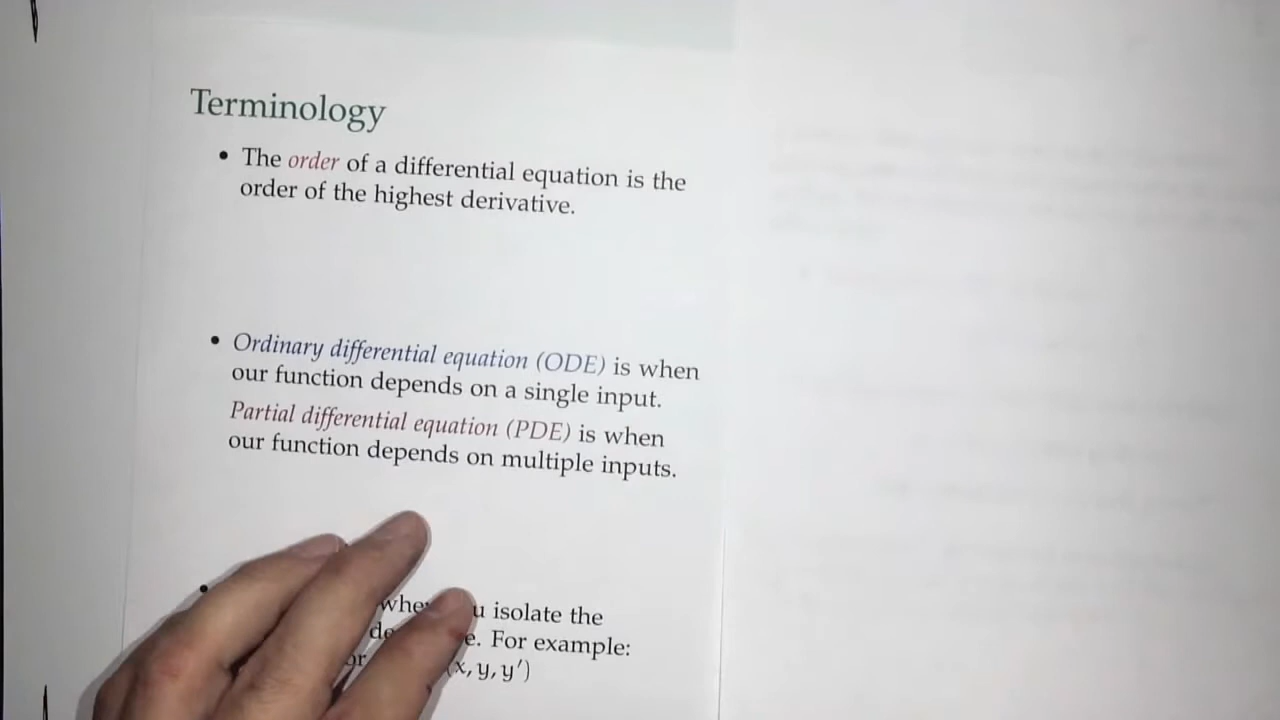 Terminology
• The order of a differential equation is the
order of the highest derivative.
• Ordinary differential equation (ODE) is when
our function depends on a single input.
Partial differential equation (PDE) is when
our function depends on multiple inputs.
• isolate the
For example:
(x, y, y′)